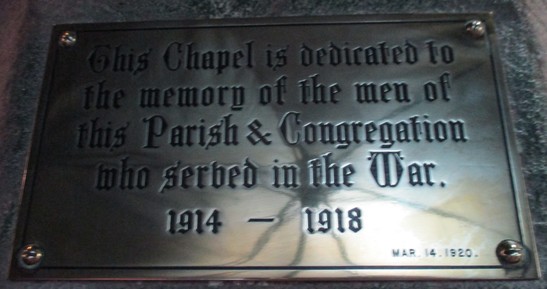 This Chapel is dedicated to
the memory of the men of
this Parish & Congregation
who served in the War.
1914 — 1918
MAR. 14. 1920.